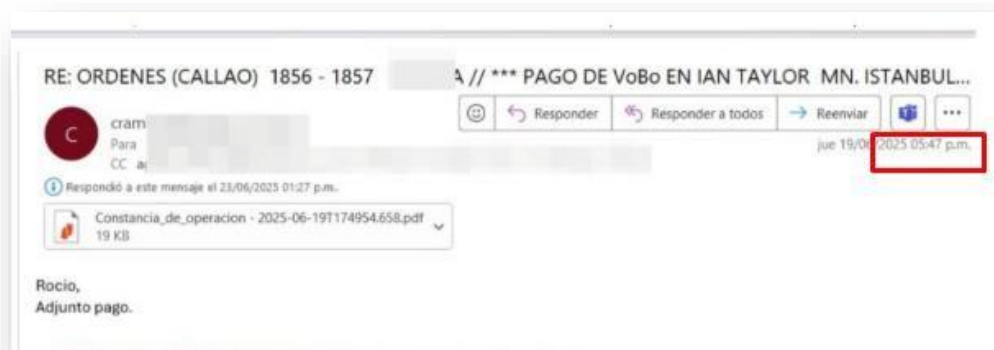 RE: ORDENES (CALLAO) 1856 - 1857 A // *** PAGO DE VoBo EN IAN TAYLOR MN. ISTANBUL...
Responder
Responder a todos
Reenviar
...
C
cram
Para
CC a
jue 19/06/2025 05:47 p.m.
Respondió a este mensaje el 23/06/2025 01:27 p.m..
Constancia_de_operacion - 2025-06-19T174954.658.pdf
19 KB
Rocio,
Adjunto pago.